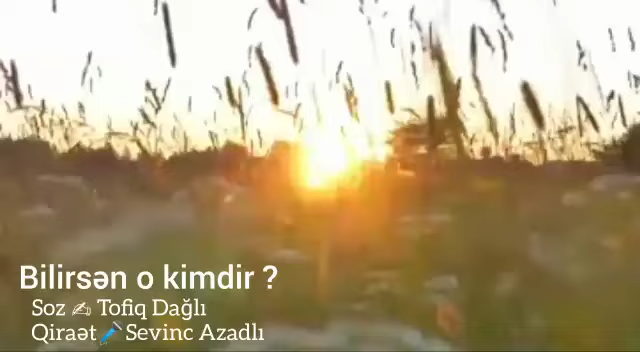 Bilirsən o kimdir ?
Soz ✍ Tofiq Dağlı
Qiraət🖊Sevinc Azadlı